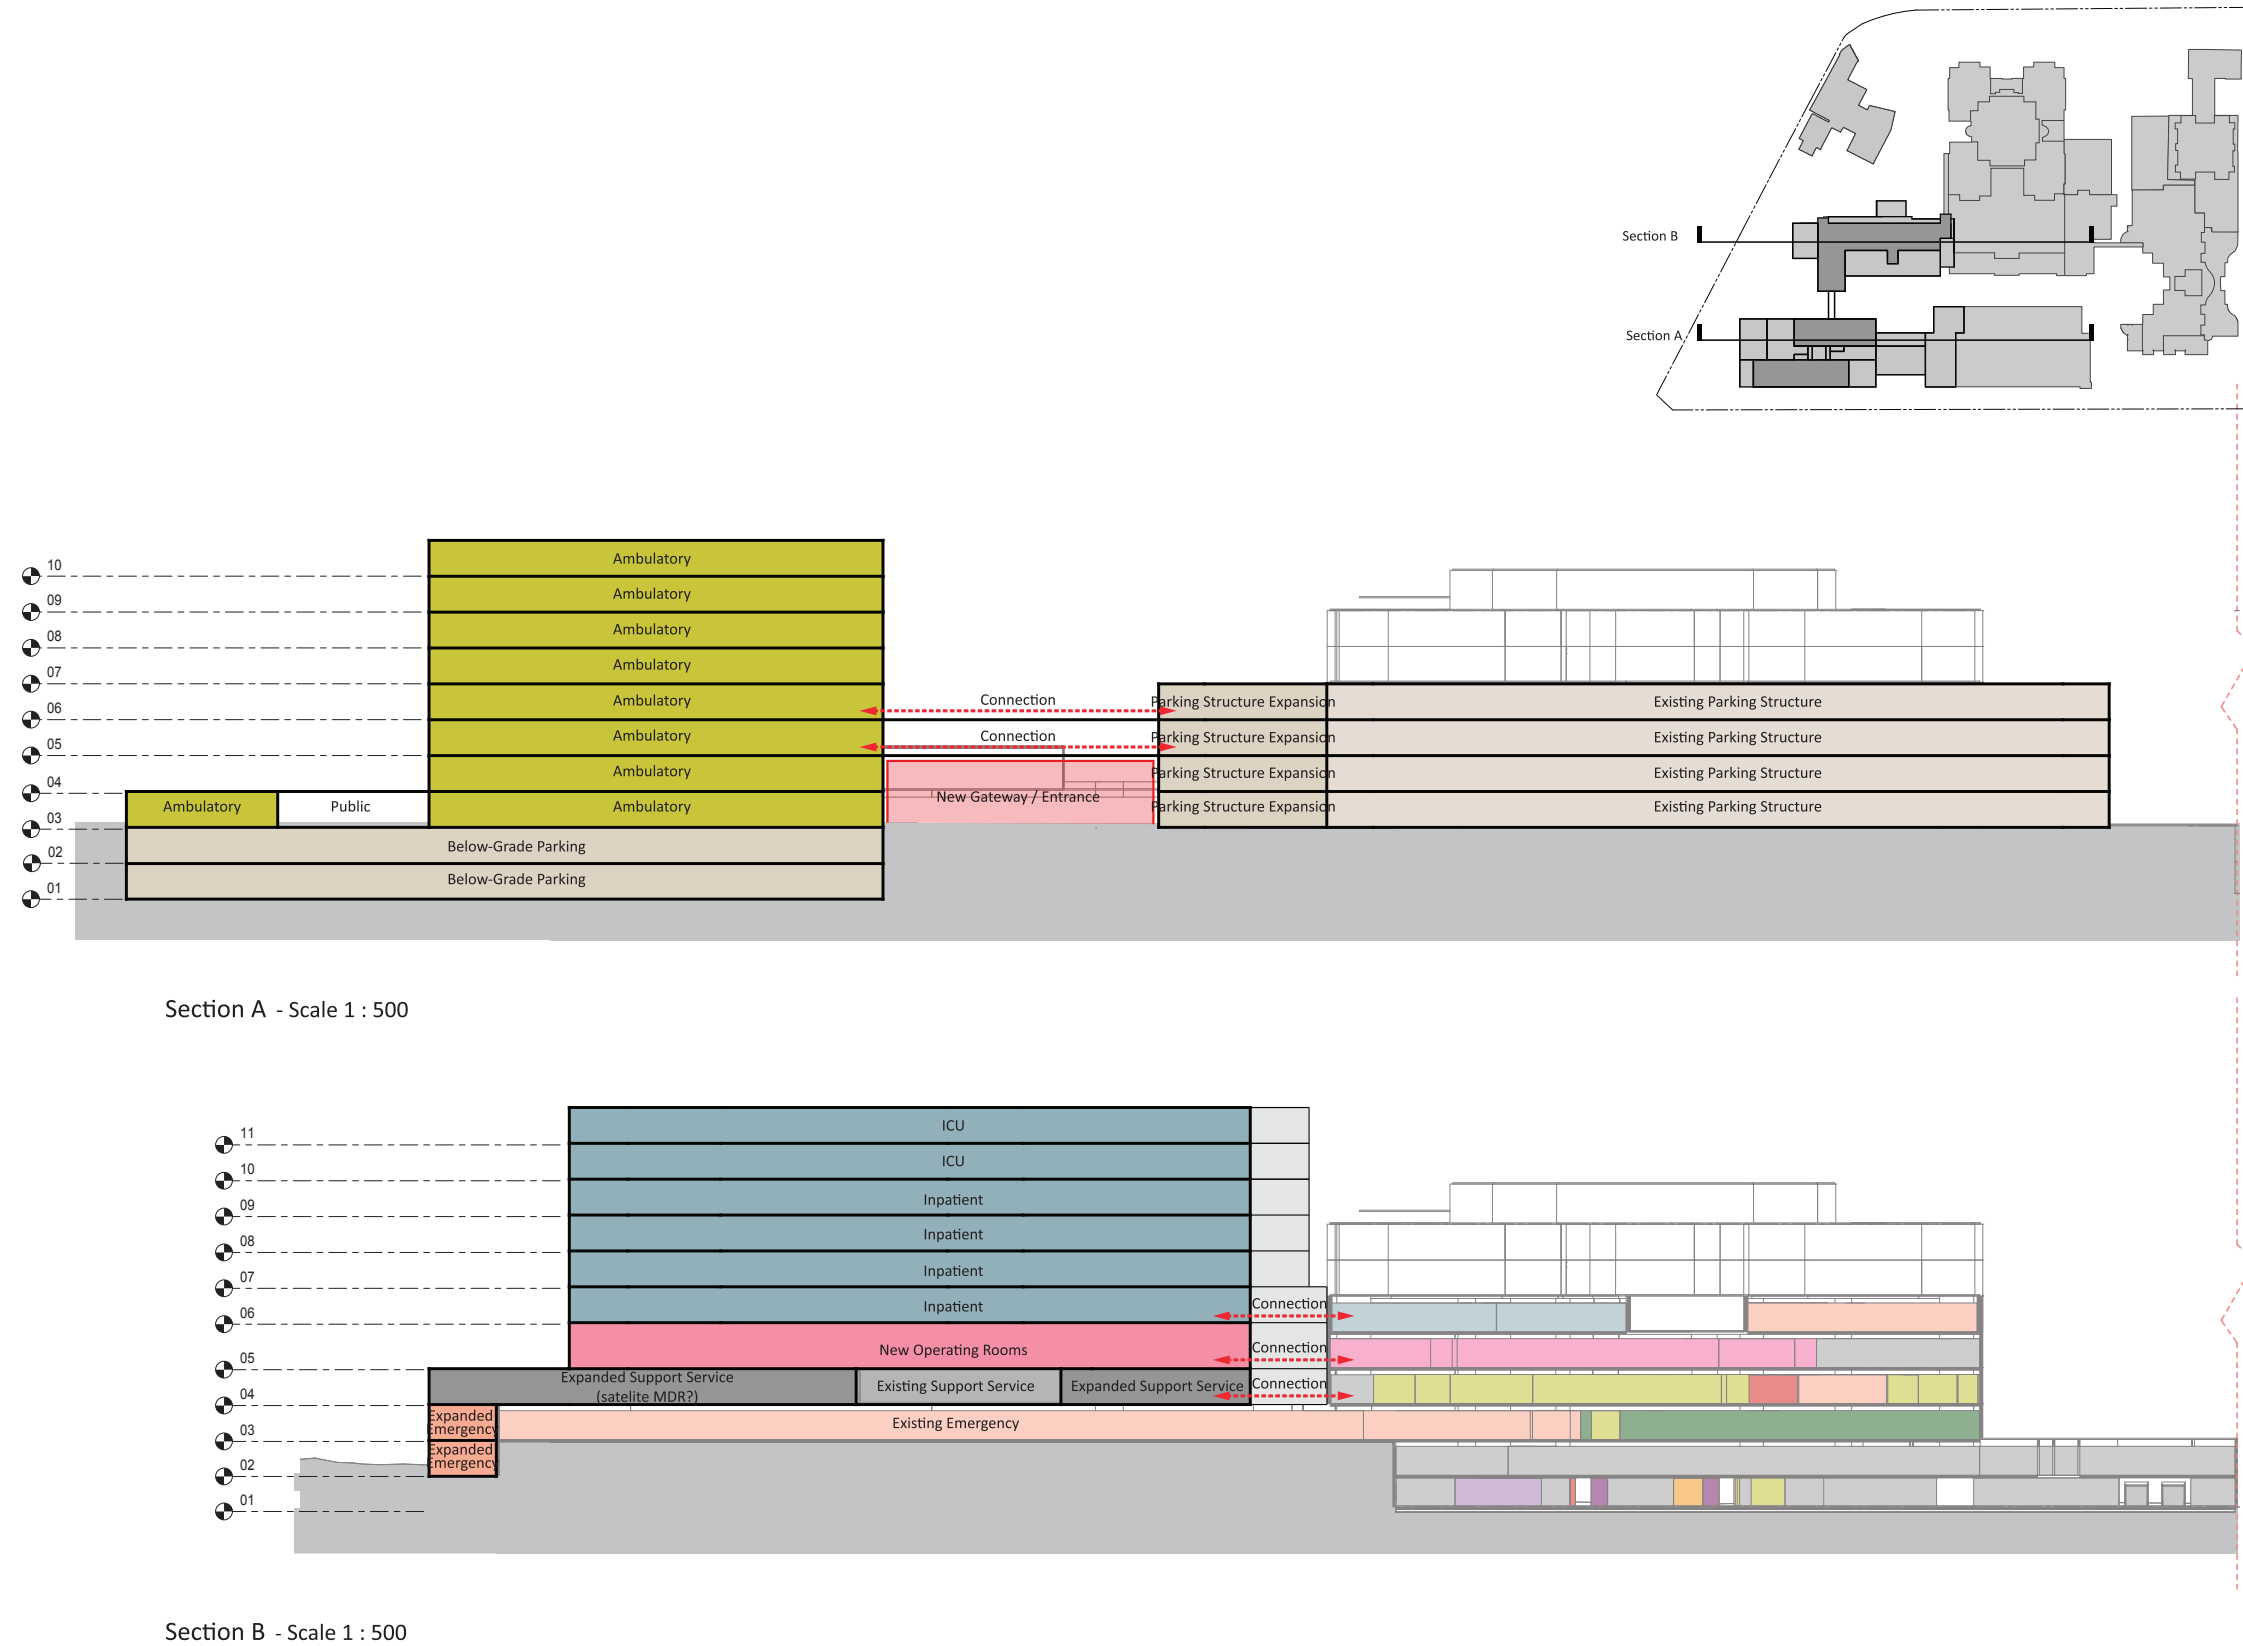 Section B
Section A
10
Ambulatory
09
Ambulatory
08
Ambulatory
07
Ambulatory
06
Ambulatory
Connection
Parking Structure Expansion
Existing Parking Structure
05
Ambulatory
Connection
Parking Structure Expansion
Existing Parking Structure
04
Ambulatory
Parking Structure Expansion
Existing Parking Structure
New Gateway / Entrance
03
Ambulatory
Public
Ambulatory
Parking Structure Expansion
Existing Parking Structure
02
Below-Grade Parking
01
Below-Grade Parking
Section A - Scale 1 : 500
11
ICU
10
ICU
09
Inpatient
08
Inpatient
07
Inpatient
06
Inpatient
Connection
05
New Operating Rooms
Connection
04
Expanded Support Service
(satelite MDR?)
Existing Support Service
Expanded Support Service
Connection
03
Expanded
Emergency
Existing Emergency
02
Expanded
Emergency
01
Section B - Scale 1 : 500